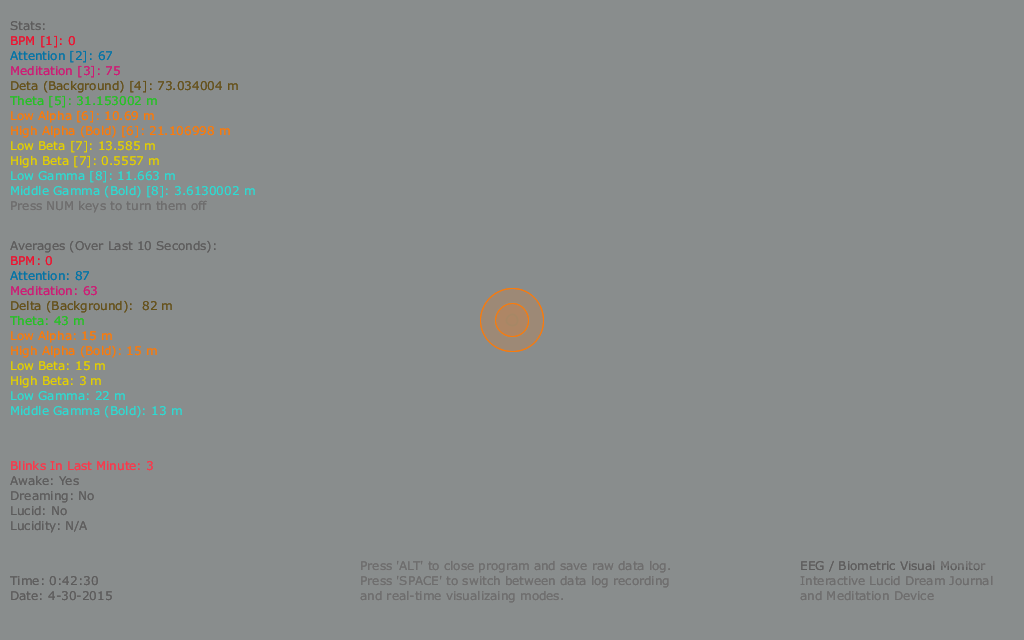 Stats:
BPM [1]: 0
Attention [2]: 67
Meditation [3]: 75
Deta (Background) [4]: 73.034004 m
Theta [5]: 31.153002 m
Low Alpha [6]: 10.69 m
High Alpha (Bold) [6]: 21.106998 m
Low Beta [7]: 13.585 m
High Beta [7]: 0.5557 m
Low Gamma [8]: 11.663 m
Middle Gamma (Bold) [8]: 3.6130002 m
Press NUM keys to turn them off
Averages (Over Last 10 Seconds):
BPM: 0
Attention: 87
Meditation: 63
Delta (Background): 82 m
Theta: 43 m
Low Alpha: 15 m
High Alpha (Bold): 15 m
Low Beta: 15 m
High Beta: 3 m
Low Gamma: 22 m
Middle Gamma (Bold): 13 m
Blinks In Last Minute: 3
Awake: Yes
Dreaming: No
Lucid: No
Lucidity: N/A
Time: 0:42:30
Date: 4-30-2015
Press 'ALT' to close program and save raw data log.
Press 'SPACE' to switch between data log recording
and real-time visualizaing modes.
EEG / Biometric Visual Monitor
Interactive Lucid Dream Journal
and Meditation Device